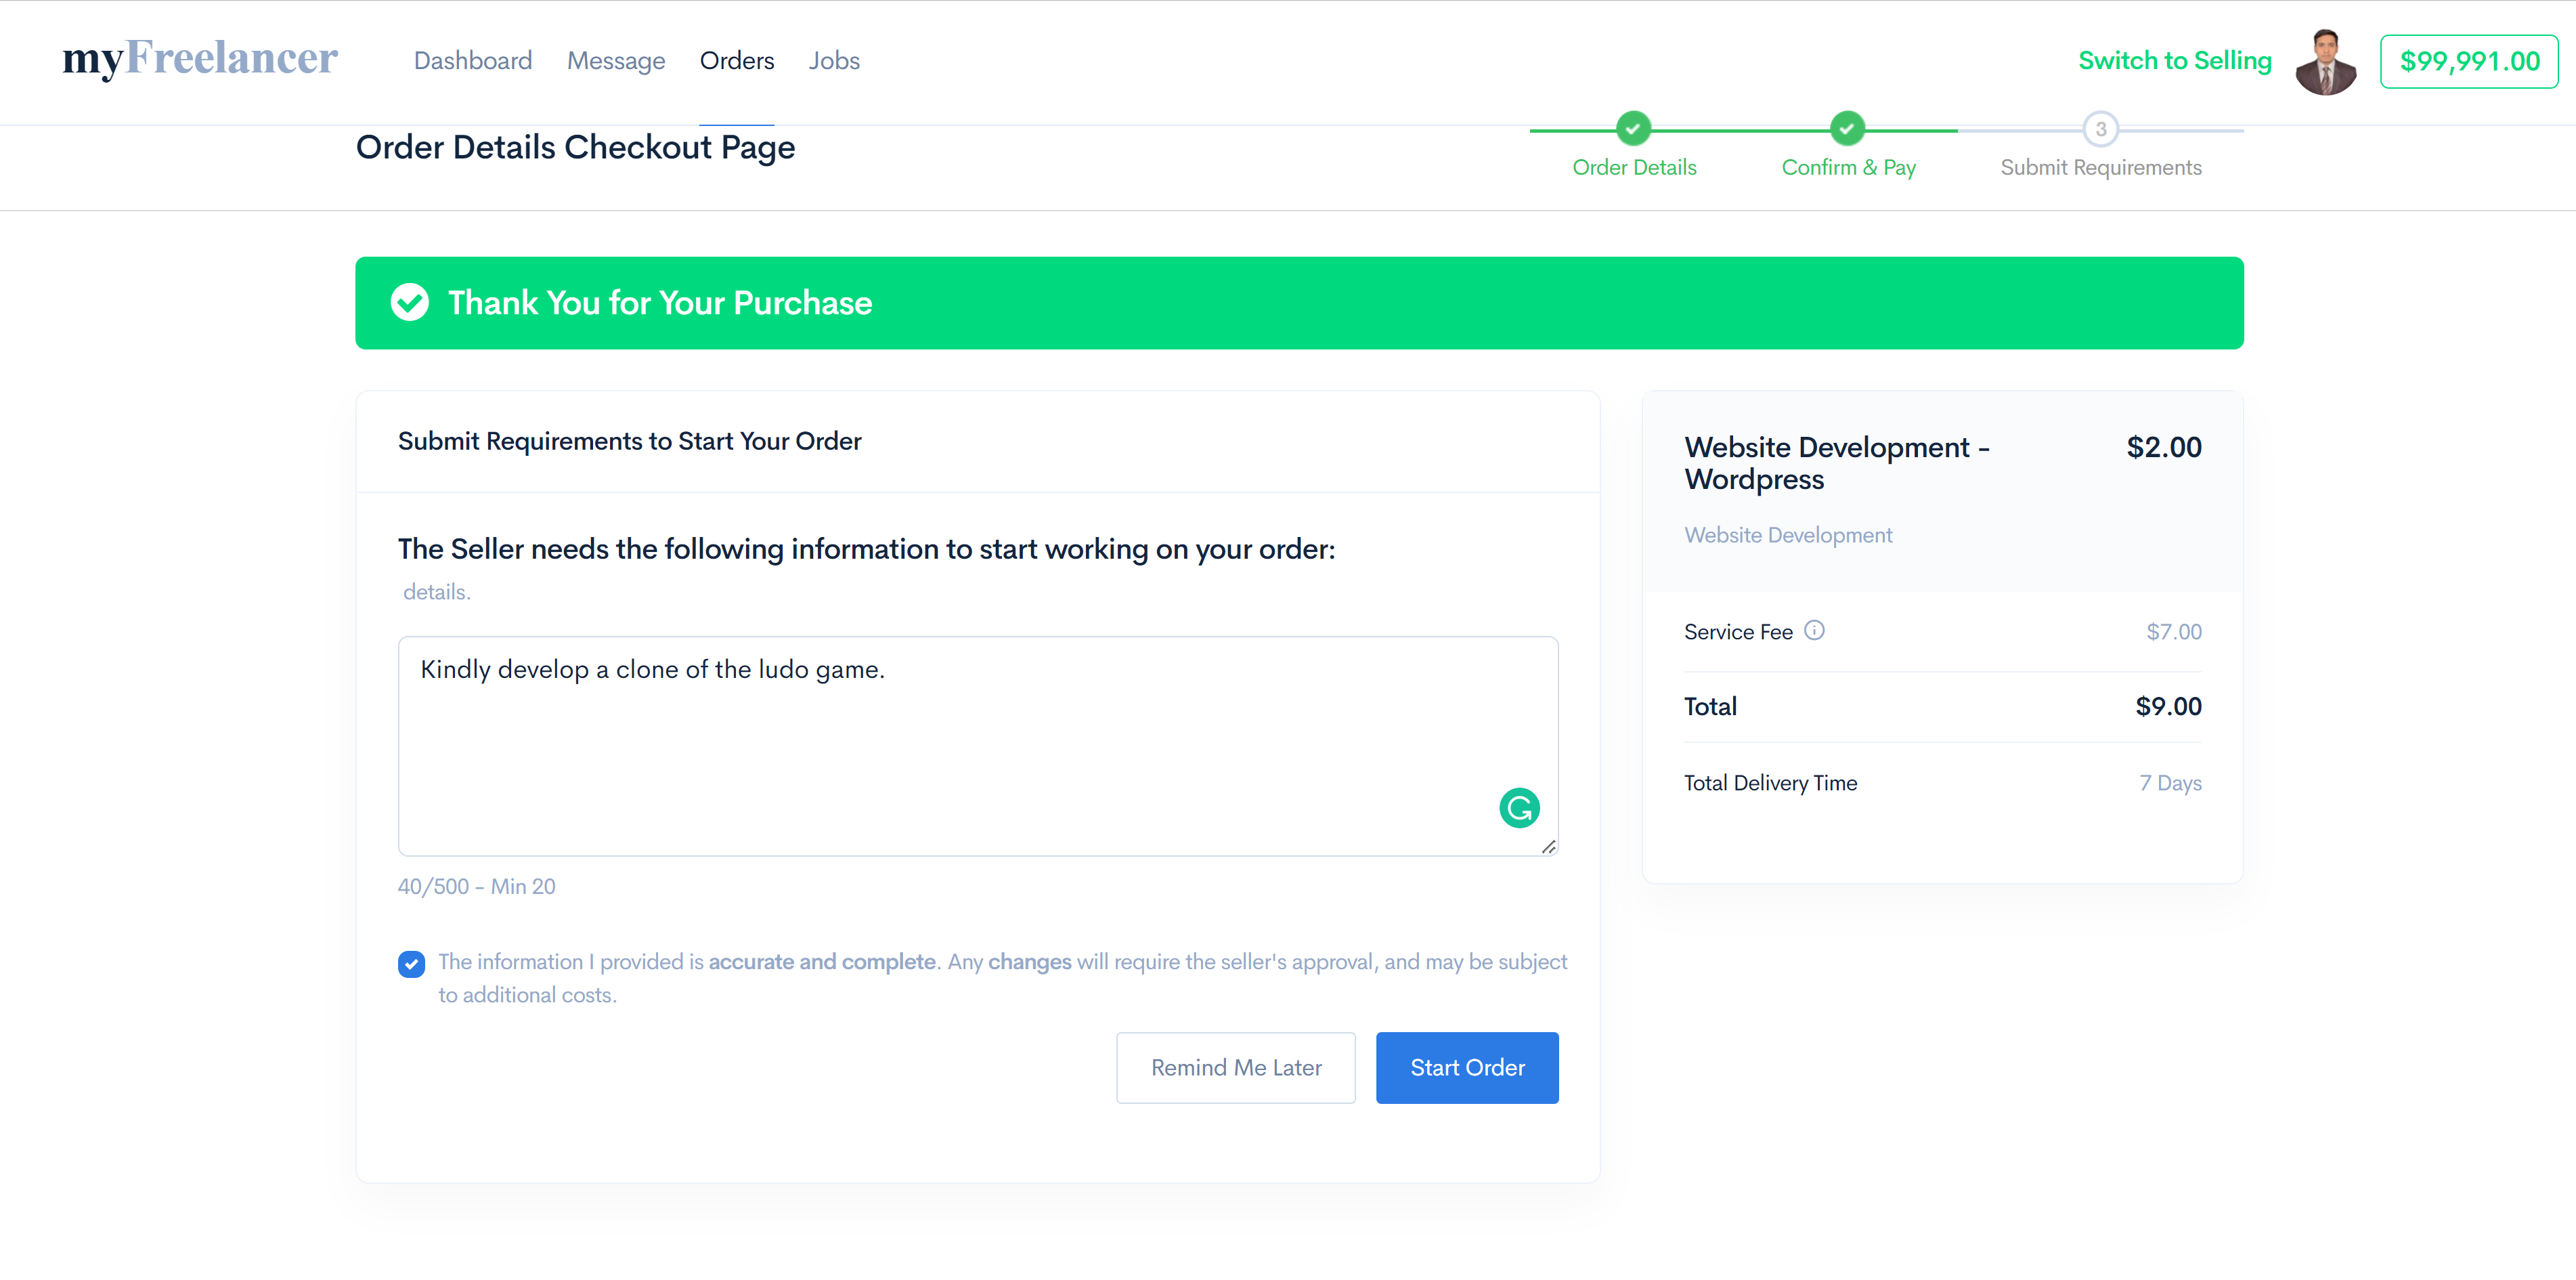 myFreelancer
Dashboard Message Orders Jobs
Switch to Selling
$99,991.00
Order Details Checkout Page
3
Order Details
Confirm & Pay
Submit Requirements
Thank You for Your Purchase
Submit Requirements to Start Your Order
The Seller needs the following information to start working on your order:
details.
Kindly develop a clone of the ludo game.
40/500 - Min 20
The information I provided is accurate and complete. Any changes will require the seller's approval, and may be subject
to additional costs.
Remind Me Later
Start Order
Website Development -
Wordpress
$2.00
Website Development
Service Fee
$7.00
Total
$9.00
Total Delivery Time
7 Days